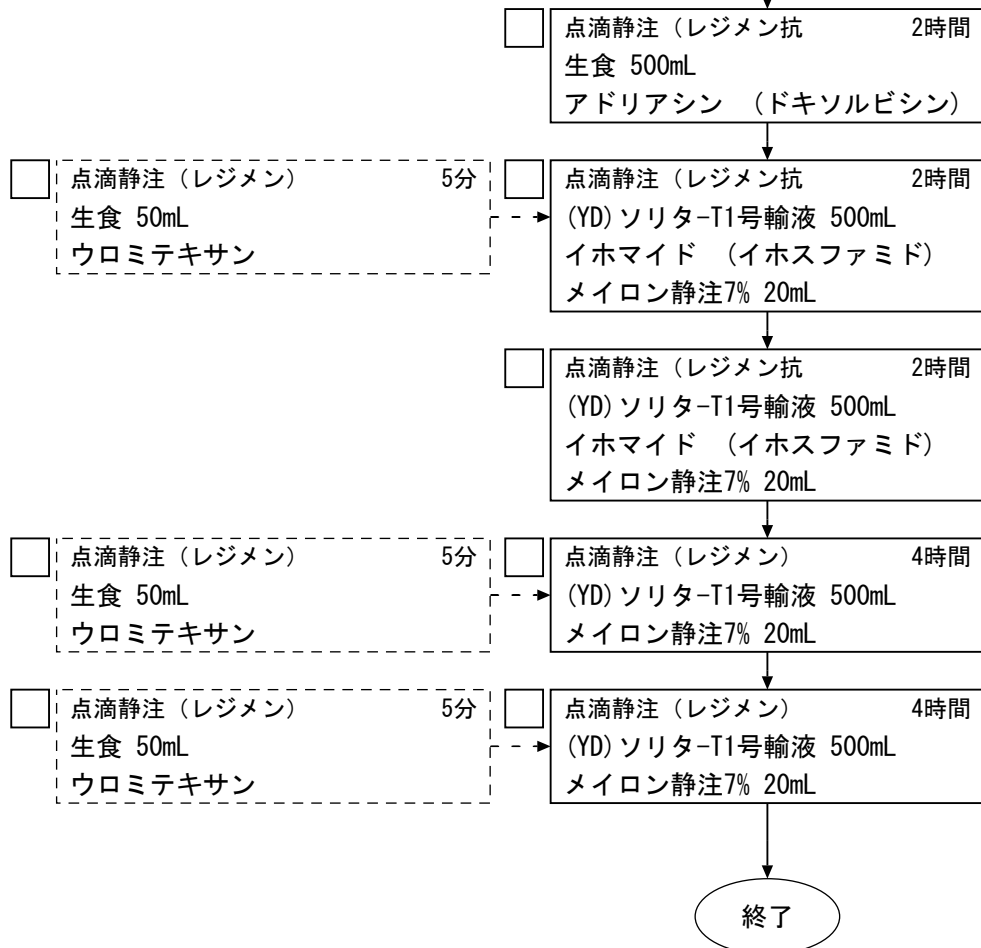 点滴静注（レジメン抗 2時間
生食 500mL
アドリアシン （ドキソルビシン）
点滴静注（レジメン） 5分
生食 50mL
ウロミテキサン
点滴静注（レジメン抗 2時間
(YD)ソリタ-T1号輸液 500mL
イホマイド （イホスファミド）
メイロン静注7% 20mL
点滴静注（レジメン抗 2時間
(YD)ソリタ-T1号輸液 500mL
イホマイド （イホスファミド）
メイロン静注7% 20mL
点滴静注（レジメン） 5分
生食 50mL
ウロミテキサン
点滴静注（レジメン） 4時間
(YD)ソリタ-T1号輸液 500mL
メイロン静注7% 20mL
点滴静注（レジメン） 5分
生食 50mL
ウロミテキサン
点滴静注（レジメン） 4時間
(YD)ソリタ-T1号輸液 500mL
メイロン静注7% 20mL
終了